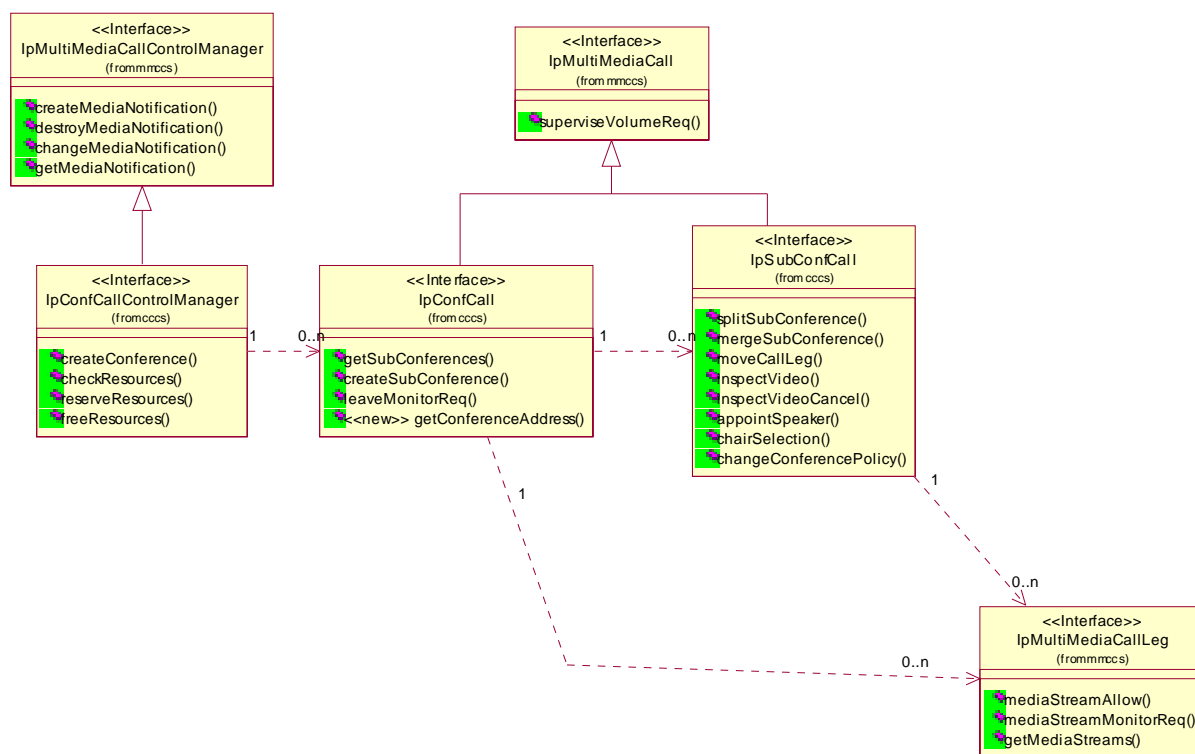 <<Interface>>
IpMultiMediaCallControlManager
(from mmccs)
createMediaNotification()
destroyMediaNotification()
changeMediaNotification()
getMediaNotification()
<<Interface>>
IpMultiMediaCall
(from mmccs)
superviseVolumeReq()
<<Interface>>
IpConfCallControlManager
(from cccs)
createConference()
checkResources()
reserveResources()
freeResources()
1
0..n
<<Interface>>
IpConfCall
(from cccs)
getSubConferences()
createSubConference()
leaveMonitorReq()
<<new>> getConferenceAddress()
1
0..n
<<Interface>>
IpSubConfCall
(from cccs)
splitSubConference()
mergeSubConference()
moveCallLeg()
inspectVideo()
inspectVideoCancel()
appointSpeaker()
chairSelection()
changeConferencePolicy()
1
1
0..n
0..n
<<Interface>>
IpMultiMediaCallLeg
(from mmccs)
mediaStreamAllow()
mediaStreamMonitorReq()
getMediaStreams()